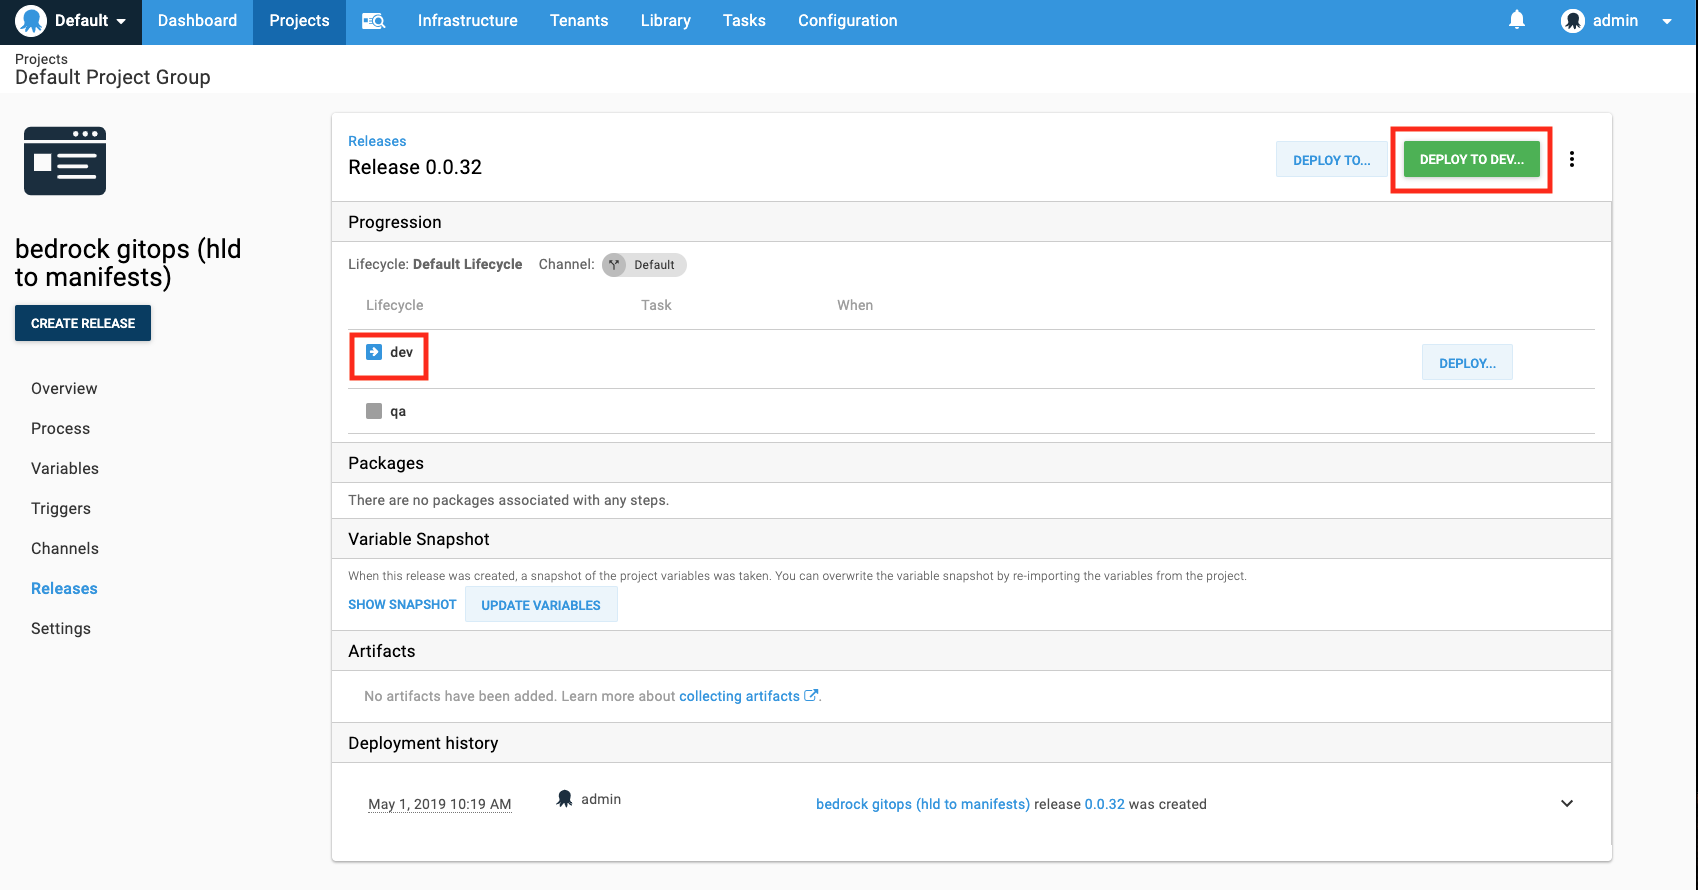 Default
Dashboard
Projects
Infrastructure
Tenants
Library
Tasks
Configuration
admin
Projects
Default Project Group
bedrock gitops (hld
to manifests)
CREATE RELEASE
Overview
Process
Variables
Triggers
Channels
Releases
Settings
Releases
Release 0.0.32
DEPLOY TO...
DEPLOY TO DEV...
Progression
Lifecycle: Default Lifecycle Channel: Default
Lifecycle Task When
dev
DEPLOY...
qa
Packages
There are no packages associated with any steps.
Variable Snapshot
When this release was created, a snapshot of the project variables was taken. You can overwrite the variable snapshot by re-importing the variables from the project.
SHOW SNAPSHOT UPDATE VARIABLES
Artifacts
No artifacts have been added. Learn more about collecting artifacts.
Deployment history
May 1, 2019 10:19 AM admin bedrock gitops (hld to manifests) release 0.0.32 was created